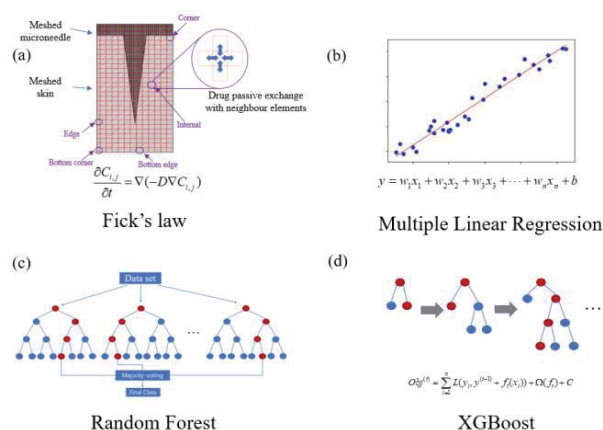 (a)
Meshed microneedle
Corner
Meshed skin
Drug passive exchange
with neighbour elements
Internal
Edge
Bottom corner
Bottom edge
∂C_{i,j}/∂t = ∇(−D∇C_{i,j})
Fick's law
(b)
y = w₁x₁ + w₂x₂ + w₃x₃ + ⋯ + wₙxₙ + b
Multiple Linear Regression
(c)
Data set
...
Majority-voting
Final Class
Random Forest
(d)
...
Obj^{(t)} = ∑_{i=1}^{n} L(y_i, y^{(t-1)} + f_t(x_i)) + Ω(f_t) + C
XGBoost